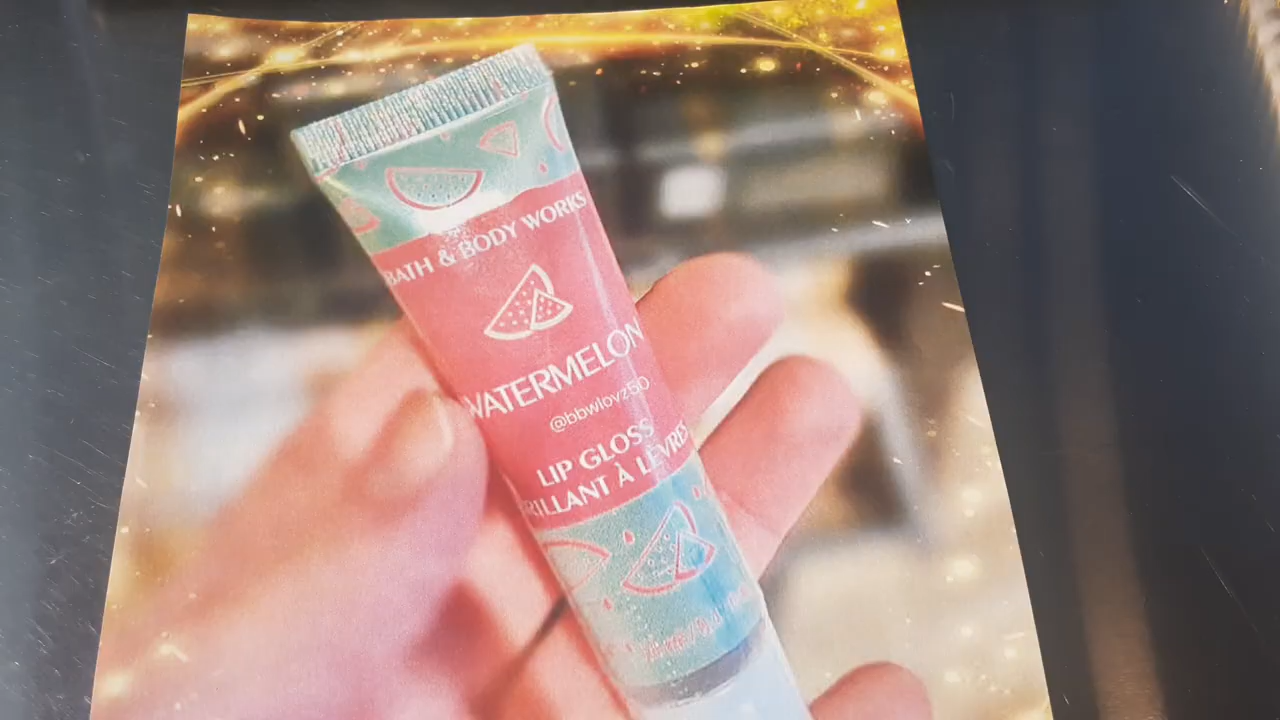 BATH & BODY WORKS
WATERMELON
@bbwlovz50
LIP GLOSS
BRILLANT À LÈVRES